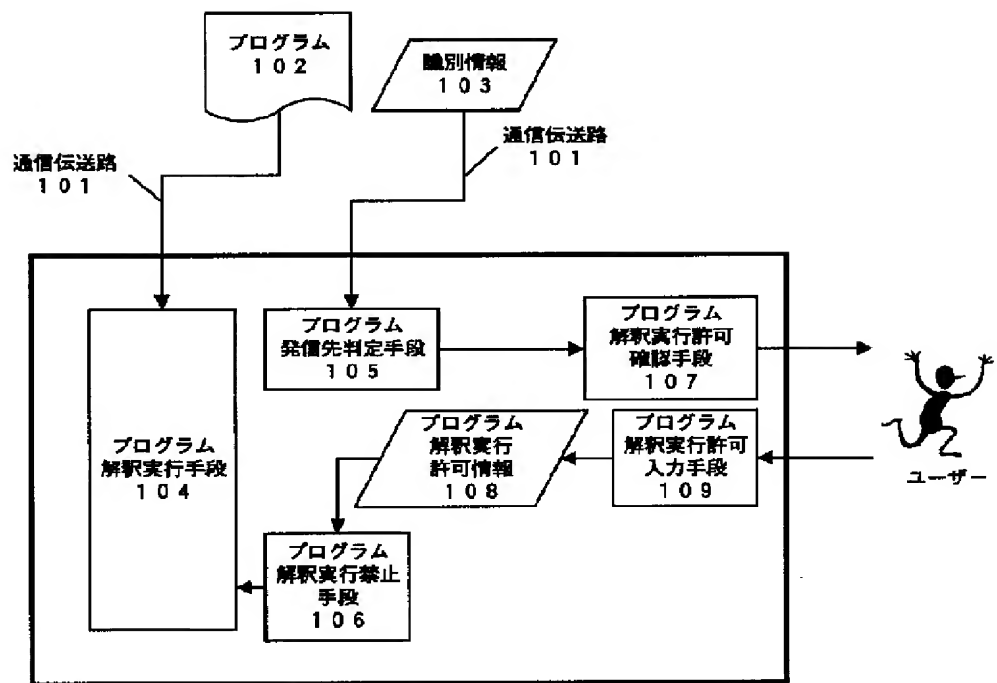 プログラム
１０２
識別情報
１０３
通信伝送路
１０１
通信伝送路
１０１
プログラム
発信先判定手段
１０５
プログラム
解釈実行許可
確認手段
１０７
プログラム
解釈実行手段
１０４
プログラム
解釈実行
許可情報
１０８
プログラム
解釈実行許可
入力手段
１０９
ユーザー
プログラム
解釈実行禁止
手段
１０６